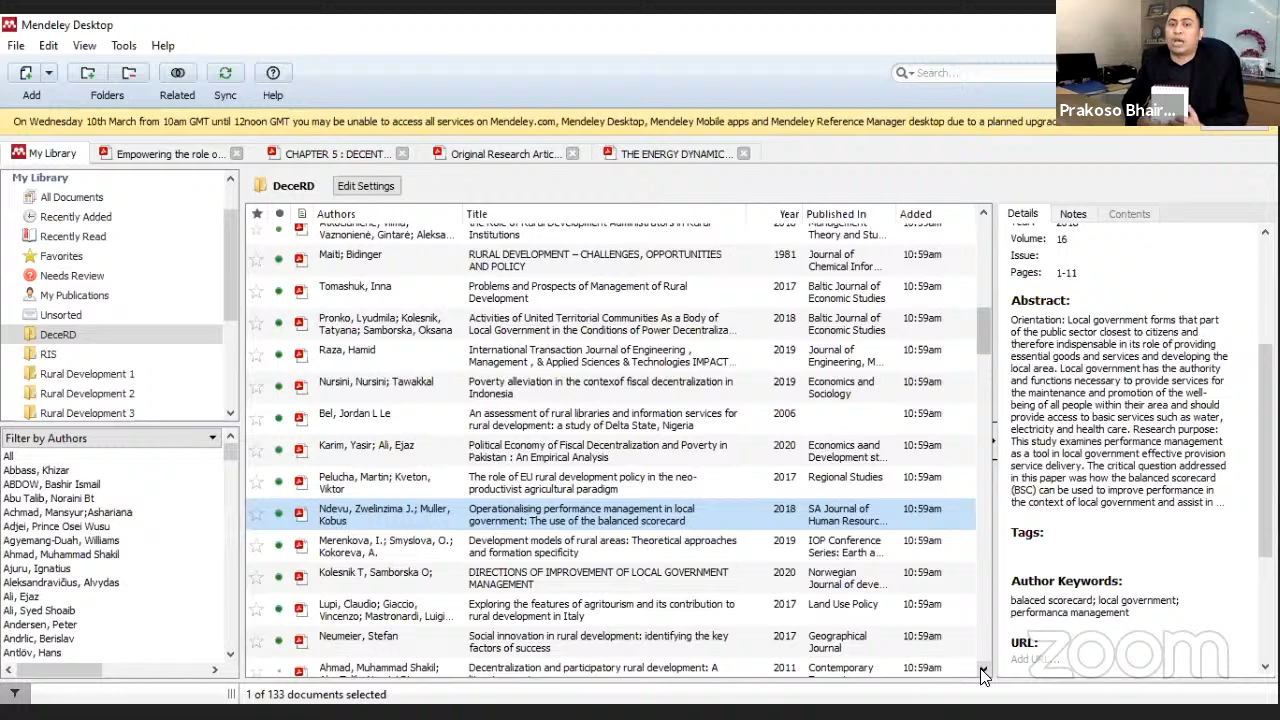 Mendeley Desktop
File Edit View Tools Help
Search...
Add Folders Related Sync Help
Prakoso Bhair...
On Wednesday 10th March from 10am GMT until 12noon GMT you may be unable to access all services on Mendeley.com, Mendeley Desktop, Mendeley Mobile apps and Mendeley Reference Manager desktop due to a planned upgra
My Library Empowering the role o... CHAPTER 5 : DECENT... Original Research Artic... THE ENERGY DYNAMIC...
My Library
All Documents
Recently Added
Recently Read
Favorites
Needs Review
My Publications
Unsorted
DeceRD
RIS
Rural Development 1
Rural Development 2
Rural Development 3
Filter by Authors
All
Abbass, Khizar
ABDOW, Bashir Ismail
Abu Talib, Noraini Bt
Achmad, Mansyur;Ashariana
Adjei, Prince Osei Wusu
Agyemang-Duah, Williams
Ahmad, Muhammad Shakil
Ajuru, Ignatius
Aleksandravičius, Alvydas
Ali, Ejaz
Ali, Syed Shoaib
Andersen, Peter
Andrlic, Berislav
Antlöv, Hans
DeceRD Edit Settings
Authors Title Year Published In Added
Vaznonienė, Gintarė; Aleksa... Institutions Theory and Stu...
Maiti; Bidinger RURAL DEVELOPMENT – CHALLENGES, OPPORTUNITIES 1981 Journal of 10:59am
AND POLICY Chemical Infor...
Tomashuk, Inna Problems and Prospects of Management of Rural 2017 Baltic Journal of 10:59am
Development Economic Studies
Pronko, Lyudmila; Kolesnik, Activities of United Territorial Communities As a Body of 2018 Baltic Journal of 10:59am
Tatyana; Samborska, Oksana Local Government in the Conditions of Power Decentraliza... Economic Studies
Raza, Hamid International Transaction Journal of Engineering , 2019 Journal of 10:59am
Management , & Applied Sciences & Technologies IMPACT... Engineering, M...
Nursini, Nursini; Tawakkal Poverty alleviation in the contexof fiscal decentralization in 2019 Economics and 10:59am
Indonesia Sociology
Bel, Jordan L Le An assessment of rural libraries and information services for 2006 10:59am
rural development: a study of Delta State, Nigeria
Karim, Yasir; Ali, Ejaz Political Economy of Fiscal Decentralization and Poverty in 2020 Economics aand 10:59am
Pakistan : An Empirical Analysis Development st...
Pelucha, Martin; Kveton, The role of EU rural development policy in the neo- 2017 Regional Studies 10:59am
Viktor productivist agricultural paradigm
Ndevu, Zwelinzima J.; Muller, Operationalising performance management in local 2018 SA Journal of 10:59am
Kobus government: The use of the balanced scorecard Human Resourc...
Merenkova, I.; Smyslova, O.; Development models of rural areas: Theoretical approaches 2019 IOP Conference 10:59am
Kokoreva, A. and formation specificity Series: Earth a...
Kolesnik T, Samborska O; DIRECTIONS OF IMPROVEMENT OF LOCAL GOVERNMENT 2020 Norwegian 10:59am
MANAGEMENT Journal of deve...
Lupi, Claudio; Giaccio, Exploring the features of agritourism and its contribution to 2017 Land Use Policy 10:59am
Vincenzo; Mastronardi, Luigi... rural development in Italy
Neumeier, Stefan Social innovation in rural development: identifying the key 2017 Geographical 10:59am
factors of success Journal
Ahmad, Muhammad Shakil; Decentralization and participatory rural development: A 2011 Contemporary 10:59am
1 of 133 documents selected
Details Notes Contents
Volume: 16
Issue:
Pages: 1-11
Abstract:
Orientation: Local government forms that part
of the public sector closest to citizens and
therefore indispensable in its role of providing
essential goods and services and developing the
local area. Local government has the authority
and functions necessary to provide services for
the maintenance and promotion of the well-
being of all people within their area and should
provide access to basic services such as water,
electricity and health care. Research purpose:
This study examines performance management
as a tool in local government effective provision
service delivery. The critical question addressed
in this paper was how the balanced scorecard
(BSC) can be used to improve performance in
the context of local government and assist in ...
Tags:
Author Keywords:
balaced scorecard; local government;
performanca management
URL:
Add URL...
zoom